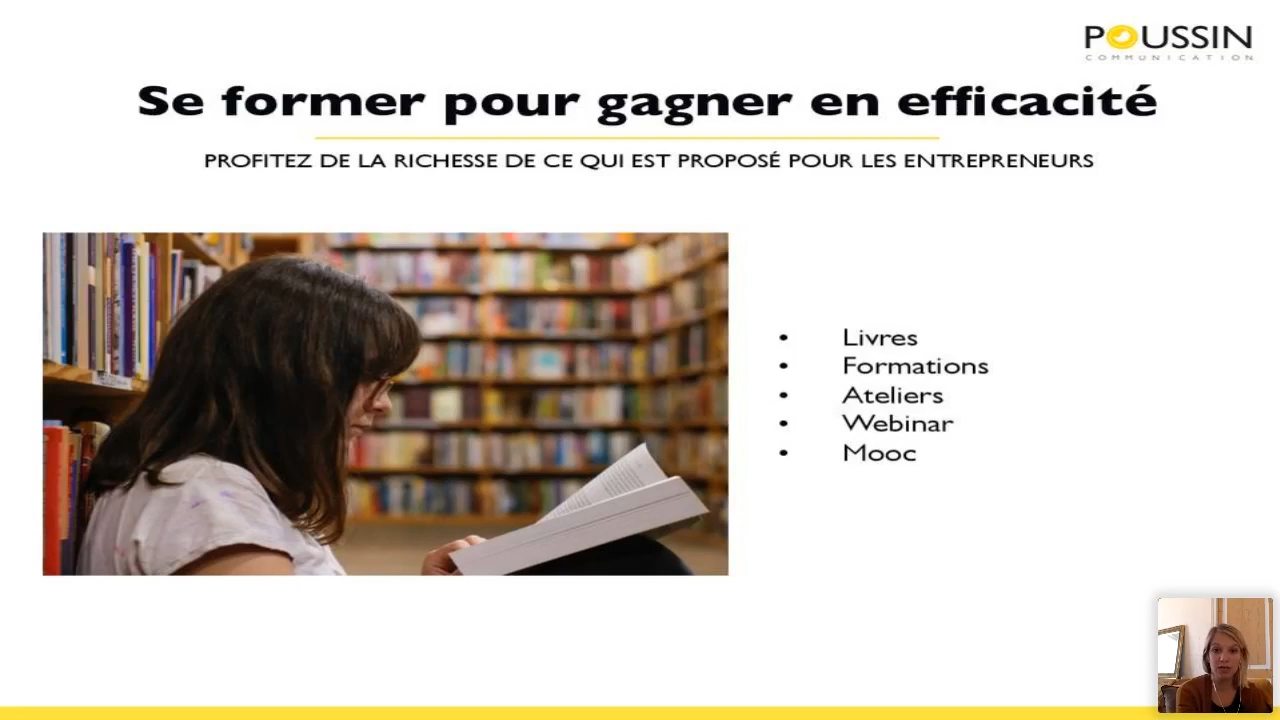 POUSSIN
COMMUNICATION
Se former pour gagner en efficacité
PROFITEZ DE LA RICHESSE DE CE QUI EST PROPOSÉ POUR LES ENTREPRENEURS
• Livres
• Formations
• Ateliers
• Webinar
• Mooc